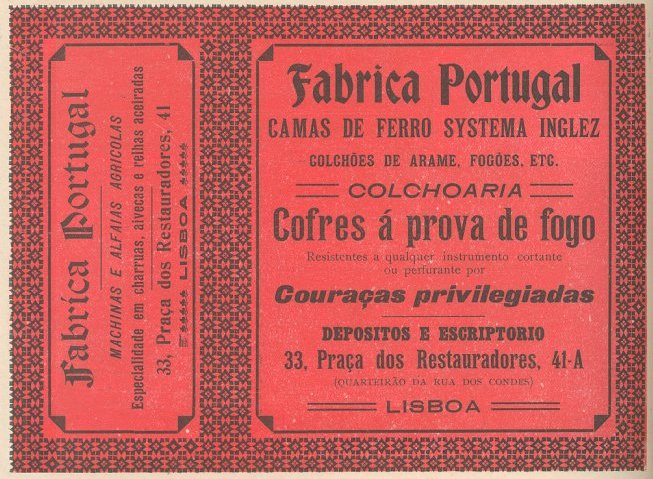 Fabrica Portugal
MACHINAS E ALFAIAS AGRICOLAS
Especialidade em charruas, aivecas e relhas aceiradas
33, Praça dos Restauradores, 41
LISBOA
Fabrica Portugal
CAMAS DE FERRO SYSTEMA INGLEZ
COLCHÕES DE ARAME, FOGÕES, ETC.
COLCHOARIA
Cofres á prova de fogo
Resistentes a qualquer instrumento cortante
ou perfurante por
Couraças privilegiadas
DEPOSITOS E ESCRIPTORIO
33, Praça dos Restauradores, 41-A
(QUARTEIRÃO DA RUA DOS CONDES)
LISBOA